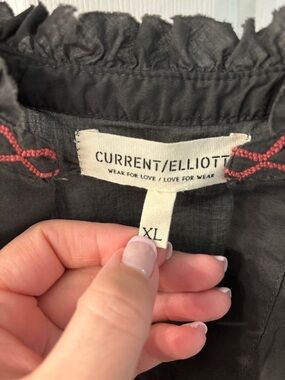 CURRENT/ELLIOTT
WEAR FOR LOVE / LOVE FOR WEAR
XL